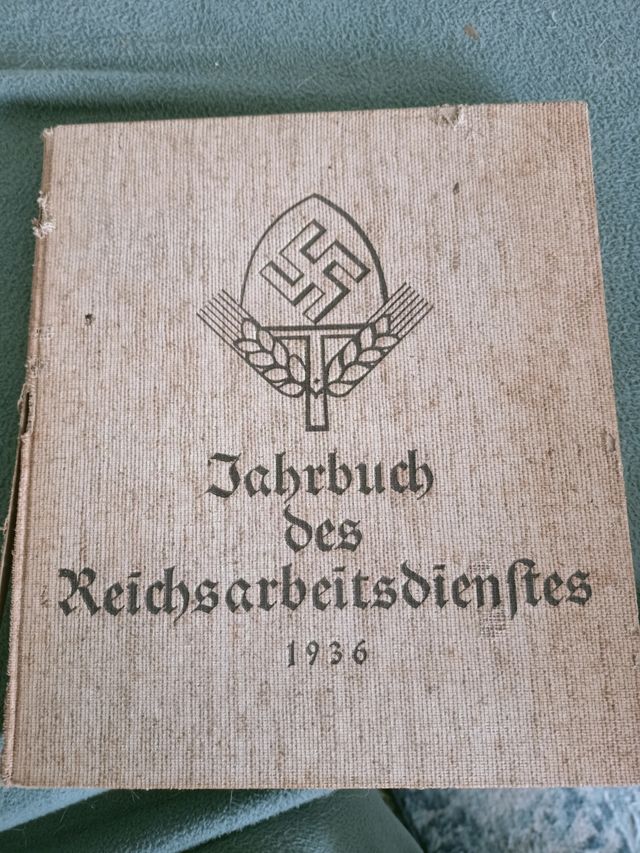 Jahrbuch
des
Reichsarbeitsdienſtes
1936